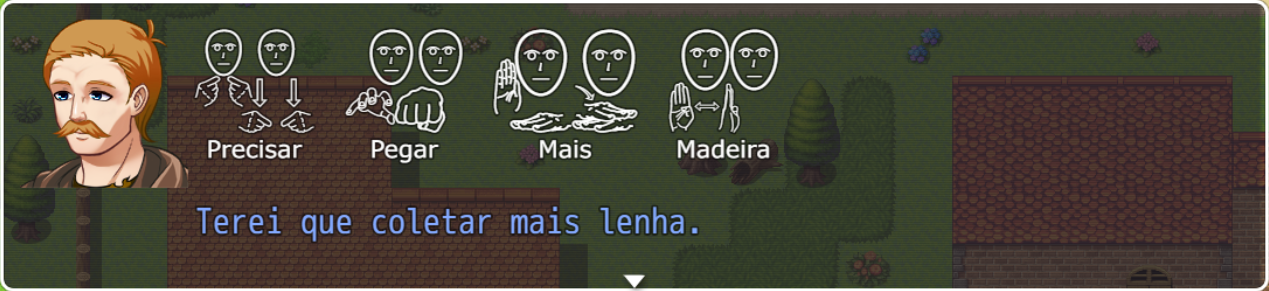 Precisar Pegar Mais Madeira
Terei que coletar mais lenha.